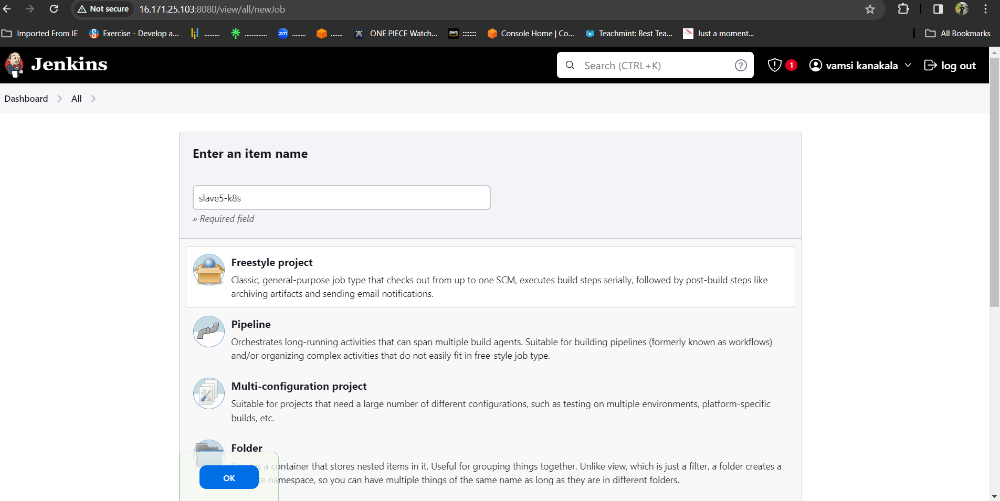 Not secure 16.171.25.103:8080/view/all/newJob
Imported From IE Exercise - Develop a... ......... zm ........ ....... ONE PIECE Watch... aws ::::::: Console Home | Co... Teachmint: Best Tea... Just a moment... All Bookmarks
Jenkins Search (CTRL+K) ? 1 vamsi kanakala log out
Dashboard All
Enter an item name
slave5-k8s
» Required field
Freestyle project
Classic, general-purpose job type that checks out from up to one SCM, executes build steps serially, followed by post-build steps like
archiving artifacts and sending email notifications.
Pipeline
Orchestrates long-running activities that can span multiple build agents. Suitable for building pipelines (formerly known as workflows)
and/or organizing complex activities that do not easily fit in free-style job type.
Multi-configuration project
Suitable for projects that need a large number of different configurations, such as testing on multiple environments, platform-specific
builds, etc.
Folder
Creates a container that stores nested items in it. Useful for grouping things together. Unlike view, which is just a filter, a folder creates a
OK namespace, so you can have multiple things of the same name as long as they are in different folders.